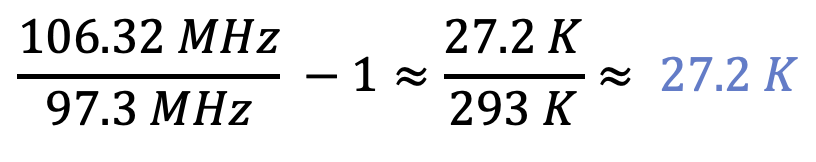 106.32 MHz / 97.3 MHz − 1 ≈ 27.2 K / 293 K ≈ 27.2 K